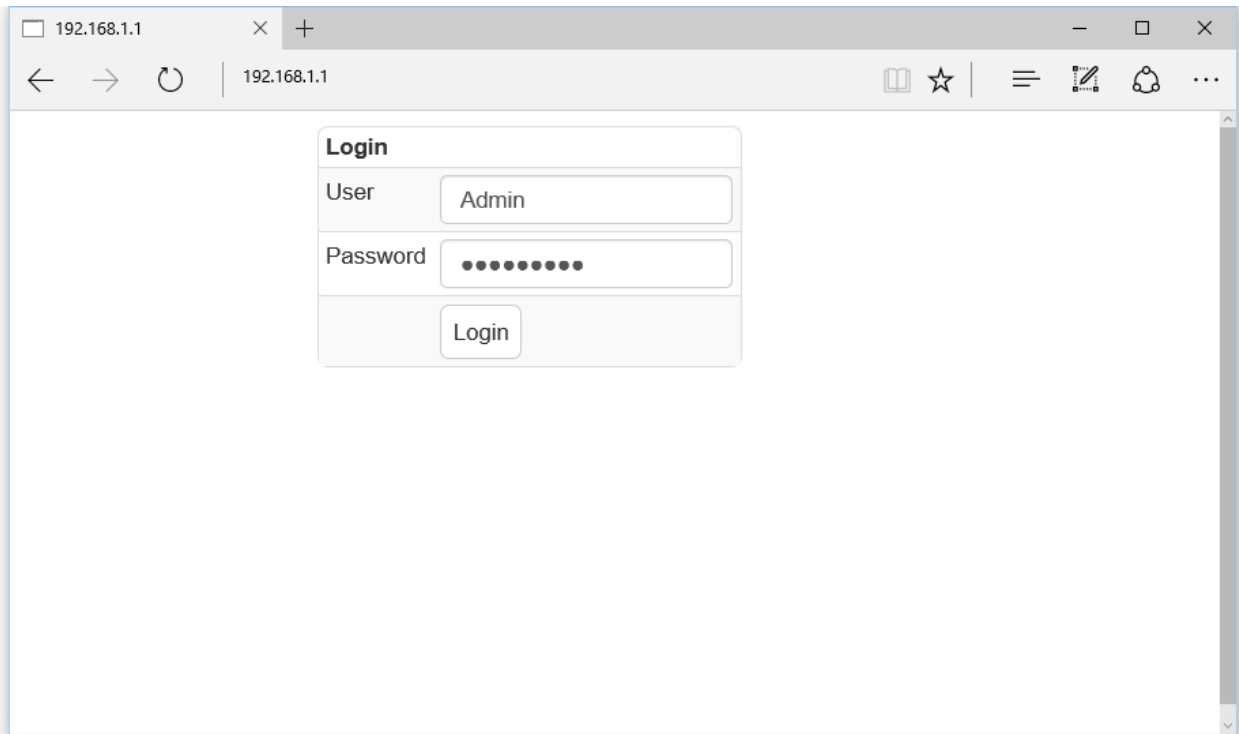 192.168.1.1
192.168.1.1
Login
User Admin
Password •••••••••
Login